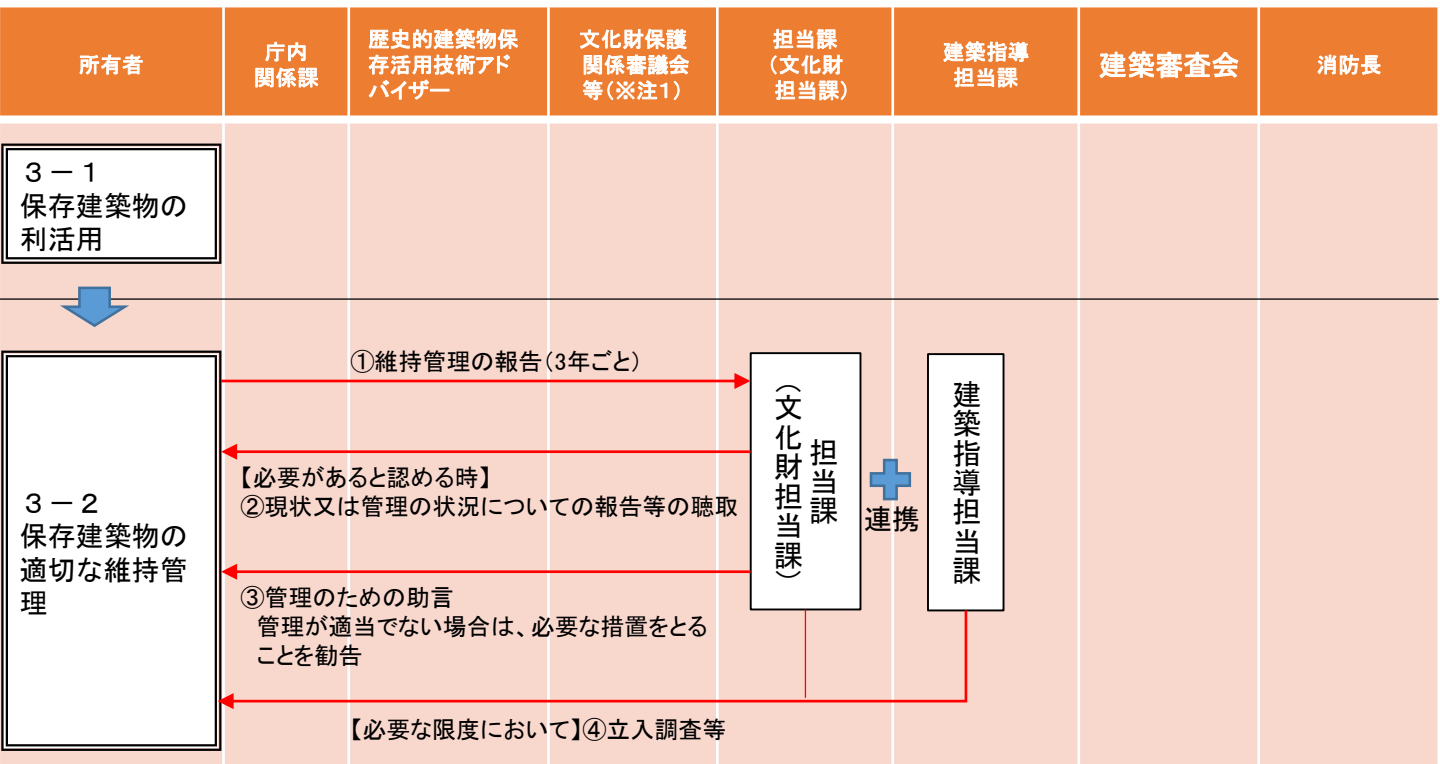 所有者
庁内
関係課
歴史的建築物保
存活用技術アド
バイザー
文化財保護
関係審議会
等(※注1)
担当課
(文化財
担当課)
建築指導
担当課
建築審査会
消防長
3－1
保存建築物の
利活用
3－2
保存建築物の
適切な維持管
理
①維持管理の報告(3年ごと)
【必要があると認める時】
②現状又は管理の状況についての報告等の聴取
③管理のための助言
管理が適当でない場合は、必要な措置をとる
ことを勧告
【必要な限度において】④立入調査等
担当課
(文化財担当課)
連携
建築指導担当課